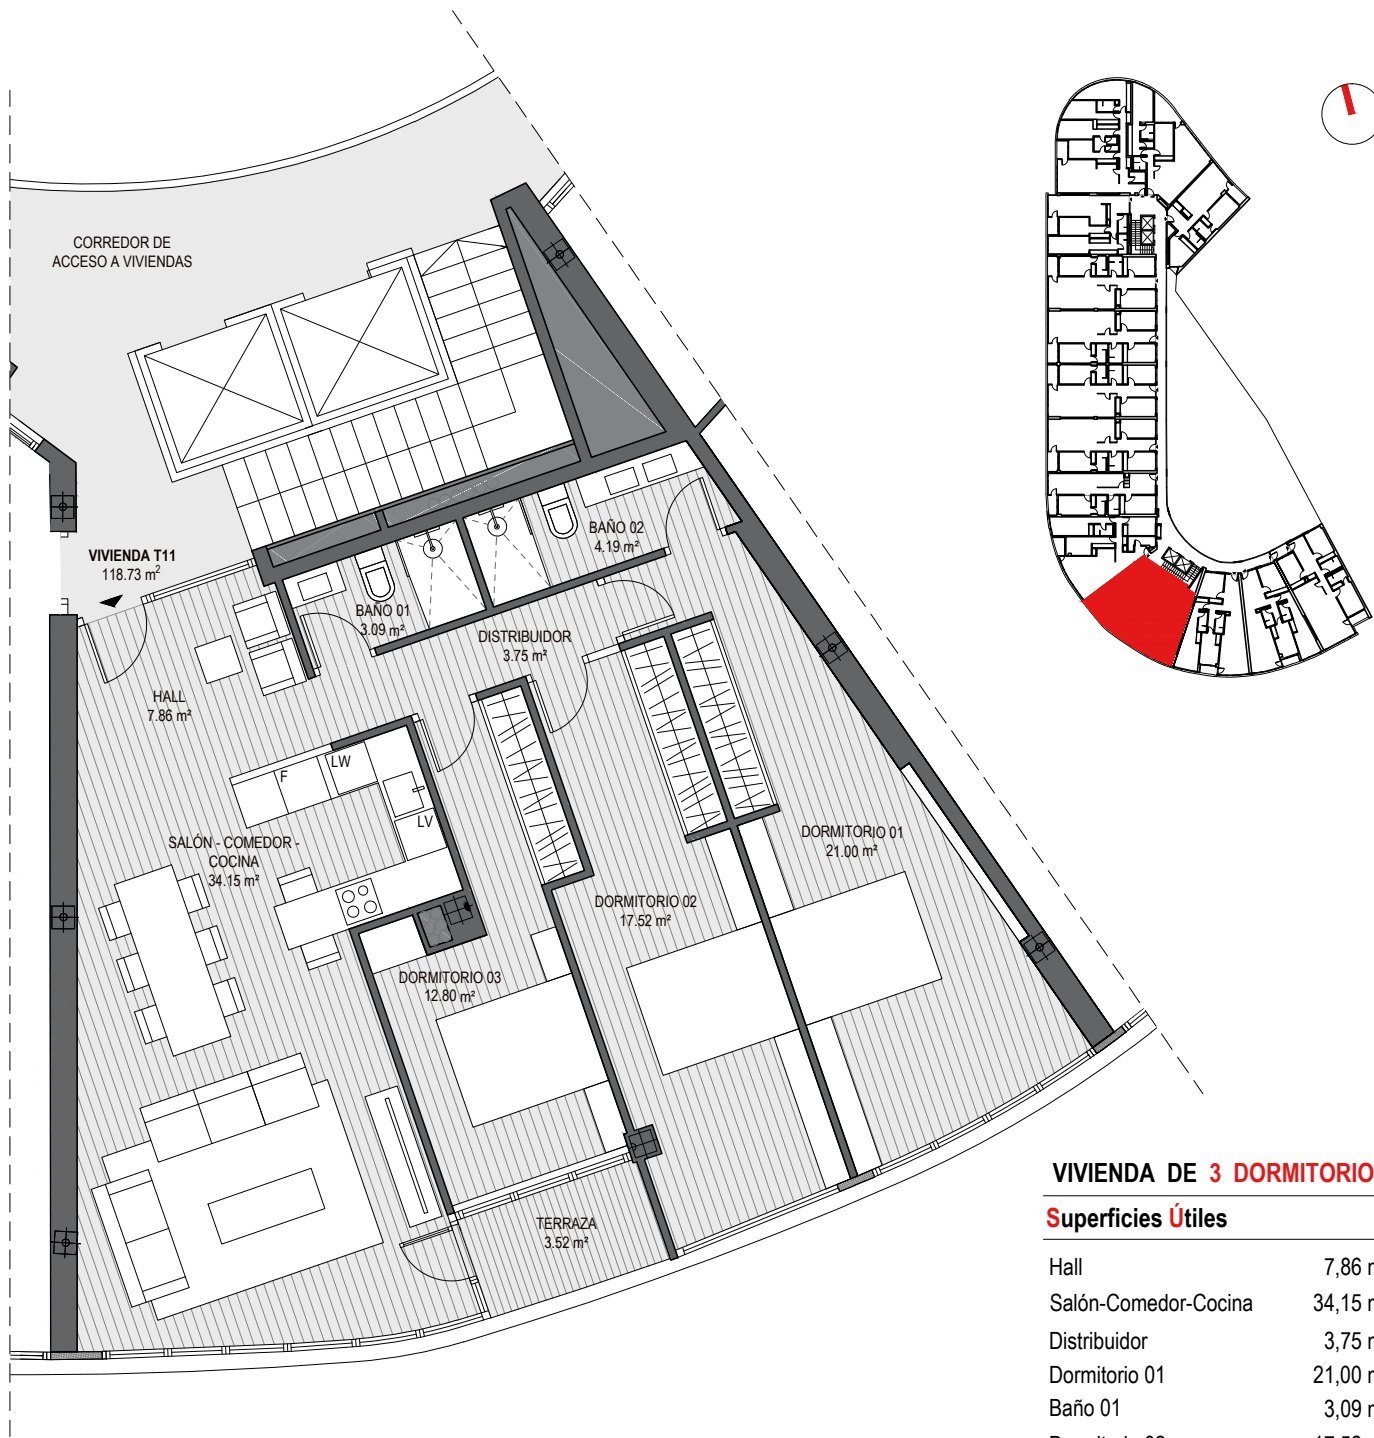 CORREDOR DE
ACCESO A VIVIENDAS
VIVIENDA T11
118.73 m²
BAÑO 02
4.19 m²
BAÑO 01
3.09 m²
DISTRIBUIDOR
3.75 m²
HALL
7.86 m²
F
LW
LV
SALÓN - COMEDOR -
COCINA
34.15 m²
DORMITORIO 01
21.00 m²
DORMITORIO 02
17.52 m²
DORMITORIO 03
12.80 m²
TERRAZA
3.52 m²
VIVIENDA DE 3 DORMITORIO
Superficies Útiles
Hall 7,86
Salón-Comedor-Cocina 34,15
Distribuidor 3,75
Dormitorio 01 21,00
Baño 01 3,09